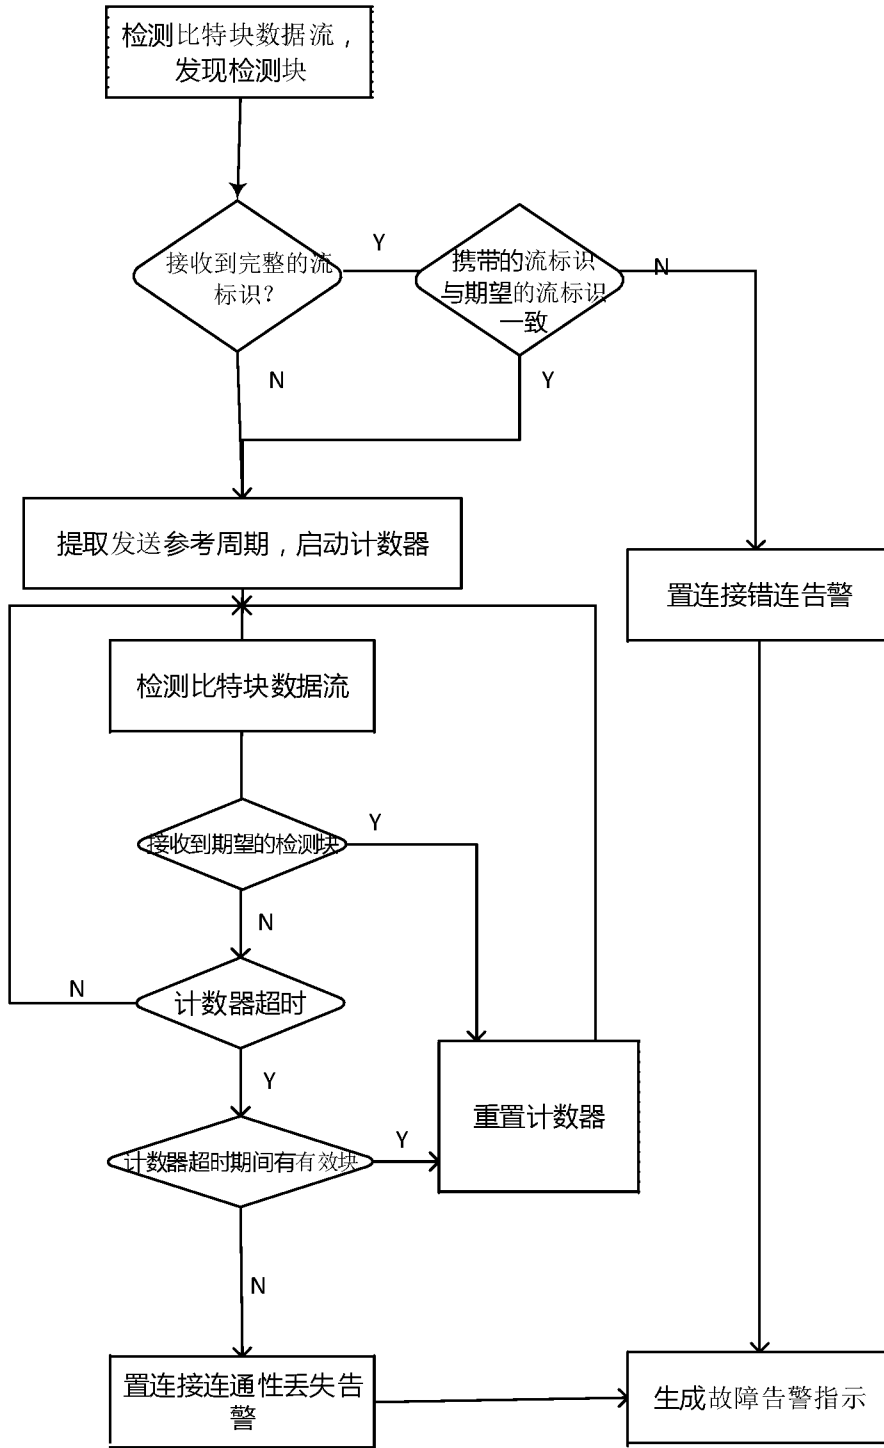 检测比特块数据流，
发现检测块
接收到完整的流
标识？
Y
携带的流标识
与期望的流标识
一致
N
N
Y
提取发送参考周期，启动计数器
置连接错连告警
检测比特块数据流
接收到期望的检测块
Y
N
计数器超时
N
Y
重置计数器
计数器超时期间有有效块
Y
N
置连接连通性丢失告
警
生成故障告警指示